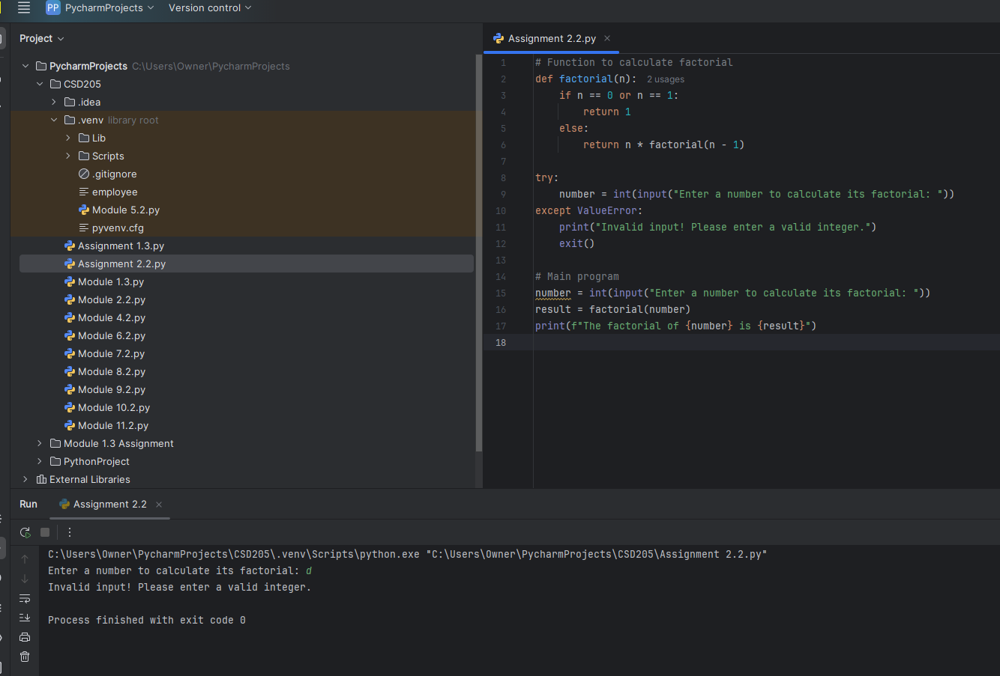 PP PycharmProjects Version control
Project
PycharmProjects C:\Users\Owner\PycharmProjects
CSD205
.idea
.venv library root
Lib
Scripts
.gitignore
employee
Module 5.2.py
pyvenv.cfg
Assignment 1.3.py
Assignment 2.2.py
Module 1.3.py
Module 2.2.py
Module 4.2.py
Module 6.2.py
Module 7.2.py
Module 8.2.py
Module 9.2.py
Module 10.2.py
Module 11.2.py
Module 1.3 Assignment
PythonProject
External Libraries
Assignment 2.2.py
1 # Function to calculate factorial
2 def factorial(n): 2 usages
3     if n == 0 or n == 1:
4         return 1
5     else:
6         return n * factorial(n - 1)
7
8 try:
9     number = int(input("Enter a number to calculate its factorial: "))
10 except ValueError:
11     print("Invalid input! Please enter a valid integer.")
12     exit()
13
14 # Main program
15 number = int(input("Enter a number to calculate its factorial: "))
16 result = factorial(number)
17 print(f"The factorial of {number} is {result}")
18
Run Assignment 2.2
C:\Users\Owner\PycharmProjects\CSD205\.venv\Scripts\python.exe "C:\Users\Owner\PycharmProjects\CSD205\Assignment 2.2.py"
Enter a number to calculate its factorial: d
Invalid input! Please enter a valid integer.
Process finished with exit code 0